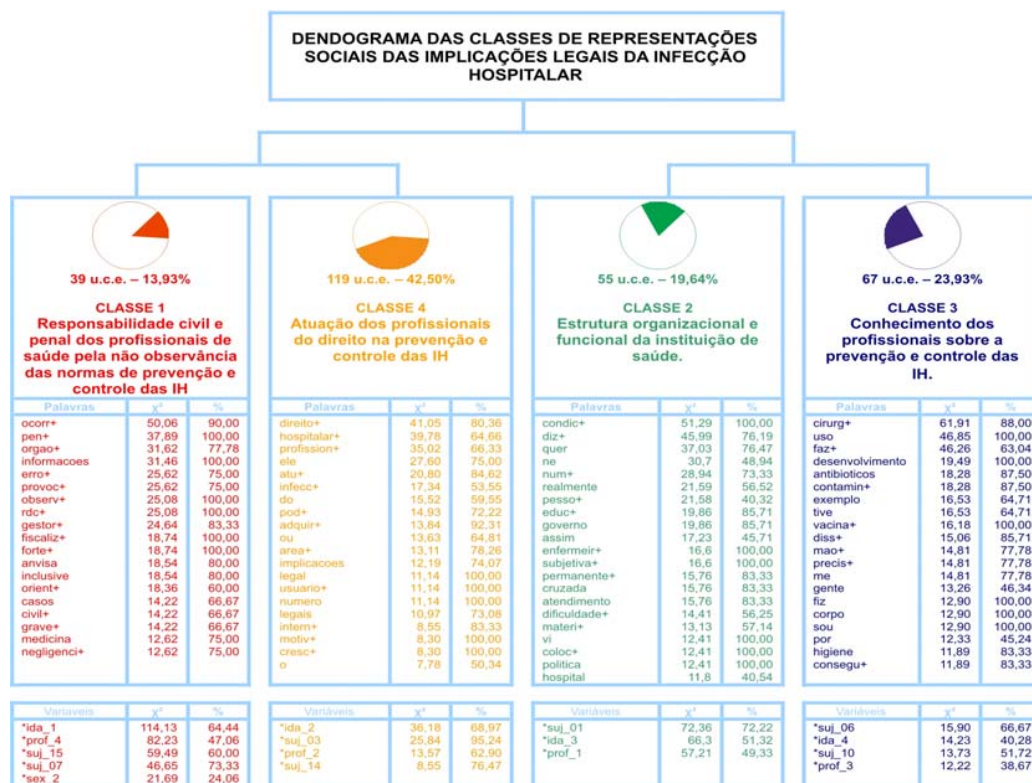 DENDOGRAMA DAS CLASSES DE REPRESENTAÇÕES
SOCIAIS DAS IMPLICAÇÕES LEGAIS DA INFECÇÃO
HOSPITALAR
39 u.c.e. – 13,93%
CLASSE 1
Responsabilidade civil e
penal dos profissionais de
saúde pela não observância
das normas de prevenção e
controle das IH
Palavras x² %
ocorr+ 50,06 90,00
pen+ 37,89 100,00
orgao+ 31,62 77,78
informacoes 31,46 100,00
erro+ 25,62 75,00
provoc+ 25,62 75,00
observ+ 25,08 100,00
rdc+ 25,08 100,00
gestor+ 24,64 83,33
fiscaliz+ 18,74 100,00
forte+ 18,74 100,00
anvisa 18,54 80,00
inclusive 18,54 80,00
orient+ 18,36 60,00
casos 14,22 66,67
civil+ 14,22 66,67
grave+ 14,22 66,67
medicina 12,62 75,00
negligenci+ 12,62 75,00
Variáveis x² %
*ida_1 114,13 64,44
*prof_4 82,23 47,06
*suj_15 59,49 60,00
*suj_07 46,65 73,33
*sex_2 21,69 24,06
119 u.c.e. – 42,50%
CLASSE 4
Atuação dos profissionais
do direito na prevenção e
controle das IH
Palavras x² %
direito+ 41,05 80,36
hospitalar+ 39,78 64,66
profission+ 35,02 66,33
ele 27,60 75,00
atu+ 20,80 84,62
infecc+ 17,34 53,55
do 15,52 59,55
pod+ 14,93 72,22
adquir+ 13,84 92,31
ou 13,63 64,81
area+ 13,11 78,26
implicacoes 12,19 74,07
legal 11,14 100,00
usuario+ 11,14 100,00
numero 11,14 100,00
legais 10,97 73,08
intern+ 8,55 83,33
motiv+ 8,30 100,00
cresc+ 8,30 100,00
o 7,78 50,34
Variáveis x² %
*ida_2 36,18 68,97
*suj_03 25,84 95,24
*prof_2 13,57 62,90
*suj_14 8,55 76,47
55 u.c.e. – 19,64%
CLASSE 2
Estrutura organizacional e
funcional da instituição de
saúde.
Palavras x² %
condic+ 51,29 100,00
diz+ 45,99 76,19
quer 37,03 76,47
ne 30,7 48,94
num+ 28,94 73,33
realmente 21,59 56,52
pesso+ 21,58 40,32
educ+ 19,86 85,71
governo 19,86 85,71
assim 17,23 45,71
enfermeir+ 16,6 100,00
subjetiva+ 16,6 100,00
permanente+ 15,76 83,33
cruzada 15,76 83,33
atendimento 15,76 83,33
dificuldade+ 14,41 56,25
materi+ 13,13 57,14
vi 12,41 100,00
coloc+ 12,41 100,00
politica 12,41 100,00
hospital 11,8 40,54
Variáveis x² %
*suj_01 72,36 72,22
*ida_3 66,3 51,32
*prof_1 57,21 49,33
67 u.c.e. – 23,93%
CLASSE 3
Conhecimento dos
profissionais sobre a
prevenção e controle das
IH.
Palavras x² %
cirurg+ 61,91 88,00
uso 46,85 100,00
faz+ 46,26 63,04
desenvolvimento 19,49 100,00
antibioticos 18,28 87,50
contamin+ 18,28 87,50
exemplo 16,53 64,71
tive 16,53 64,71
vacina+ 16,18 100,00
diss+ 15,06 85,71
mao+ 14,81 77,78
precis+ 14,81 77,78
me 14,81 77,78
gente 13,26 46,34
fiz 12,90 100,00
corpo 12,90 100,00
sou 12,90 100,00
por 12,33 45,24
higiene 11,89 83,33
consegu+ 11,89 83,33
Variáveis x² %
*suj_06 15,90 66,67
*ida_4 14,23 40,28
*suj_10 13,73 51,72
*prof_3 12,22 38,67